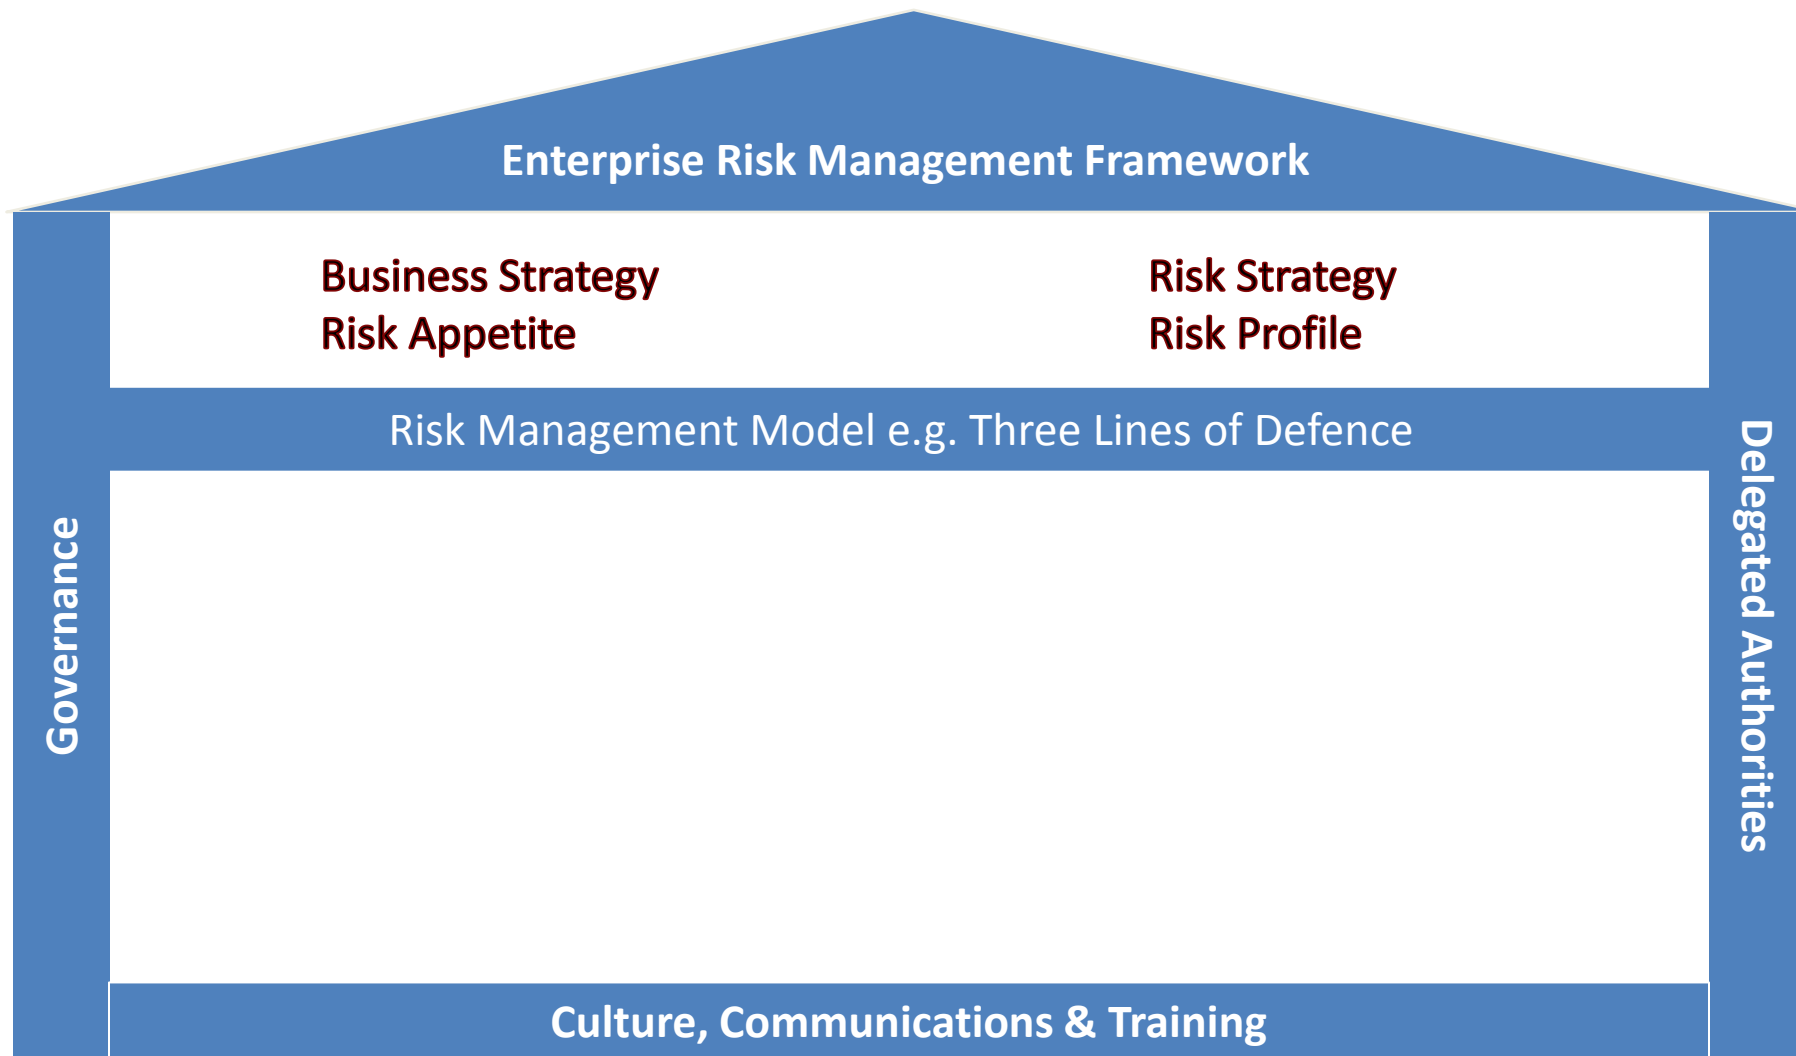 Enterprise Risk Management Framework
Business Strategy
Risk Appetite
Risk Strategy
Risk Profile
Risk Management Model e.g. Three Lines of Defence
Governance
Delegated Authorities
Culture, Communications & Training